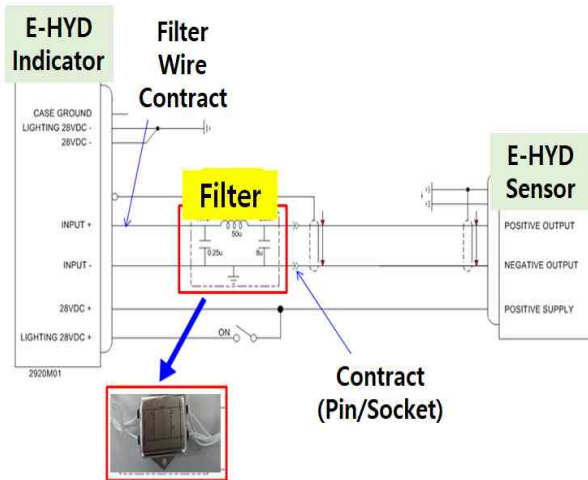 E-HYD
Indicator
Filter
Wire
Contract
CASE GROUND
LIGHTING 28VDC -
28VDC -
E-HYD
Sensor
Filter
INPUT +
50u
POSITIVE OUTPUT
0.25u
8u
INPUT -
NEGATIVE OUTPUT
28VDC +
POSITIVE SUPPLY
ON
LIGHTING 28VDC +
2920M01
Contract
(Pin/Socket)